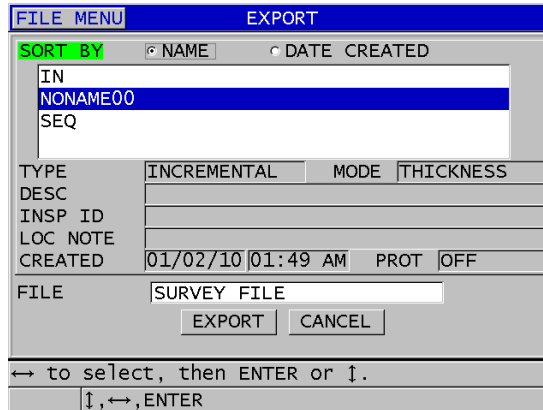 FILE MENU EXPORT
SORT BY NAME DATE CREATED
IN
NONAME00
SEQ
TYPE INCREMENTAL MODE THICKNESS
DESC
INSP ID
LOC NOTE
CREATED 01/02/10 01:49 AM PROT OFF
FILE SURVEY FILE
EXPORT CANCEL
↔ to select, then ENTER or ↕.
↕,↔,ENTER